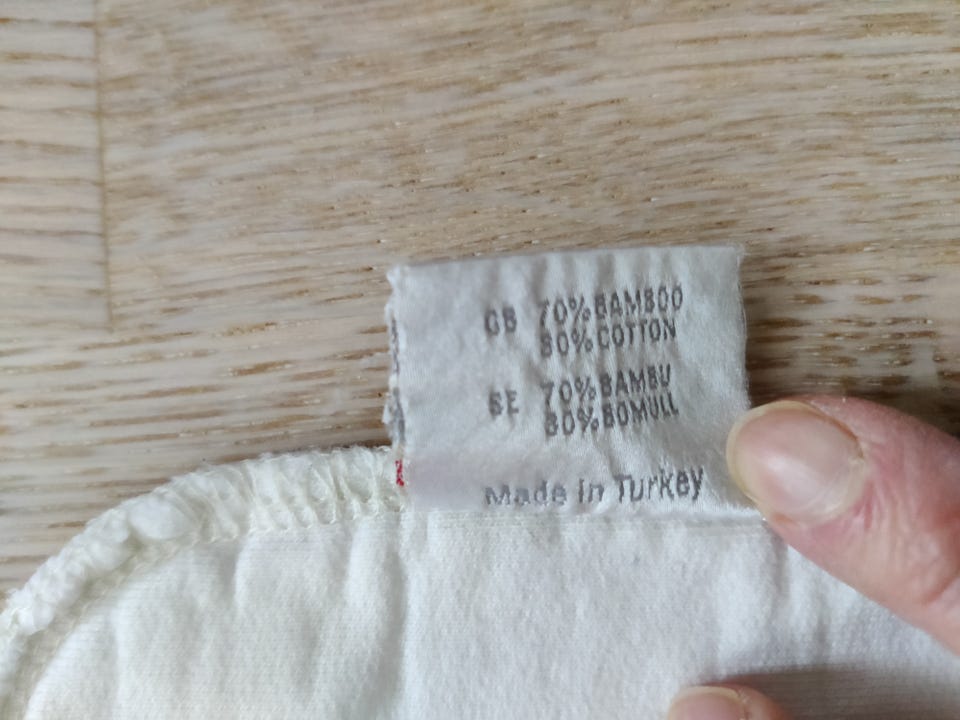 GB 70%BAMBOO
30%COTTON
SE 70%BAMBU
30%BOMULL
Made in Turkey